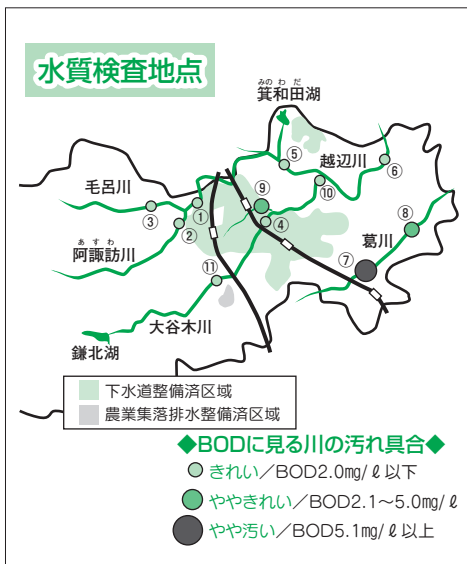 水質検査地点
みのわだ
箕和田湖
⑤
越辺川
⑥
毛呂川
⑨
⑩
①
③
④
⑧
②
葛川
あすわ
阿諏訪川
⑦
⑪
大谷木川
鎌北湖
下水道整備済区域
農業集落排水整備済区域
◆BODに見る川の汚れ具合◆
きれい/BOD2.0mg/ℓ以下
ややきれい/BOD2.1～5.0mg/ℓ
やや汚い/BOD5.1mg/ℓ以上